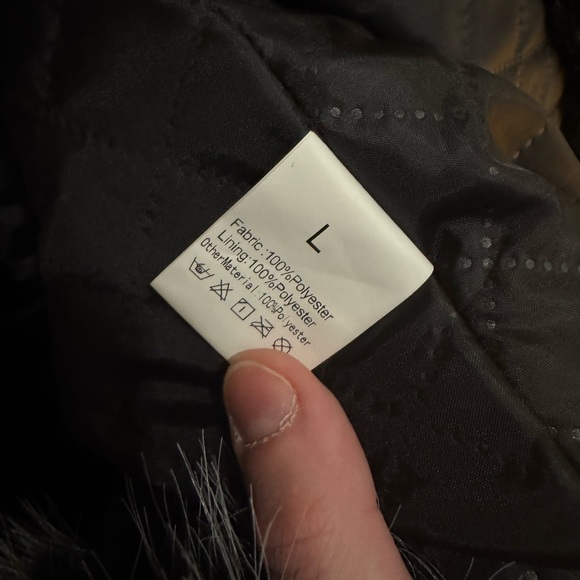 L
Fabric:100%Polyester
Lining:100%Polyester
OtherMaterial:100%Polyester